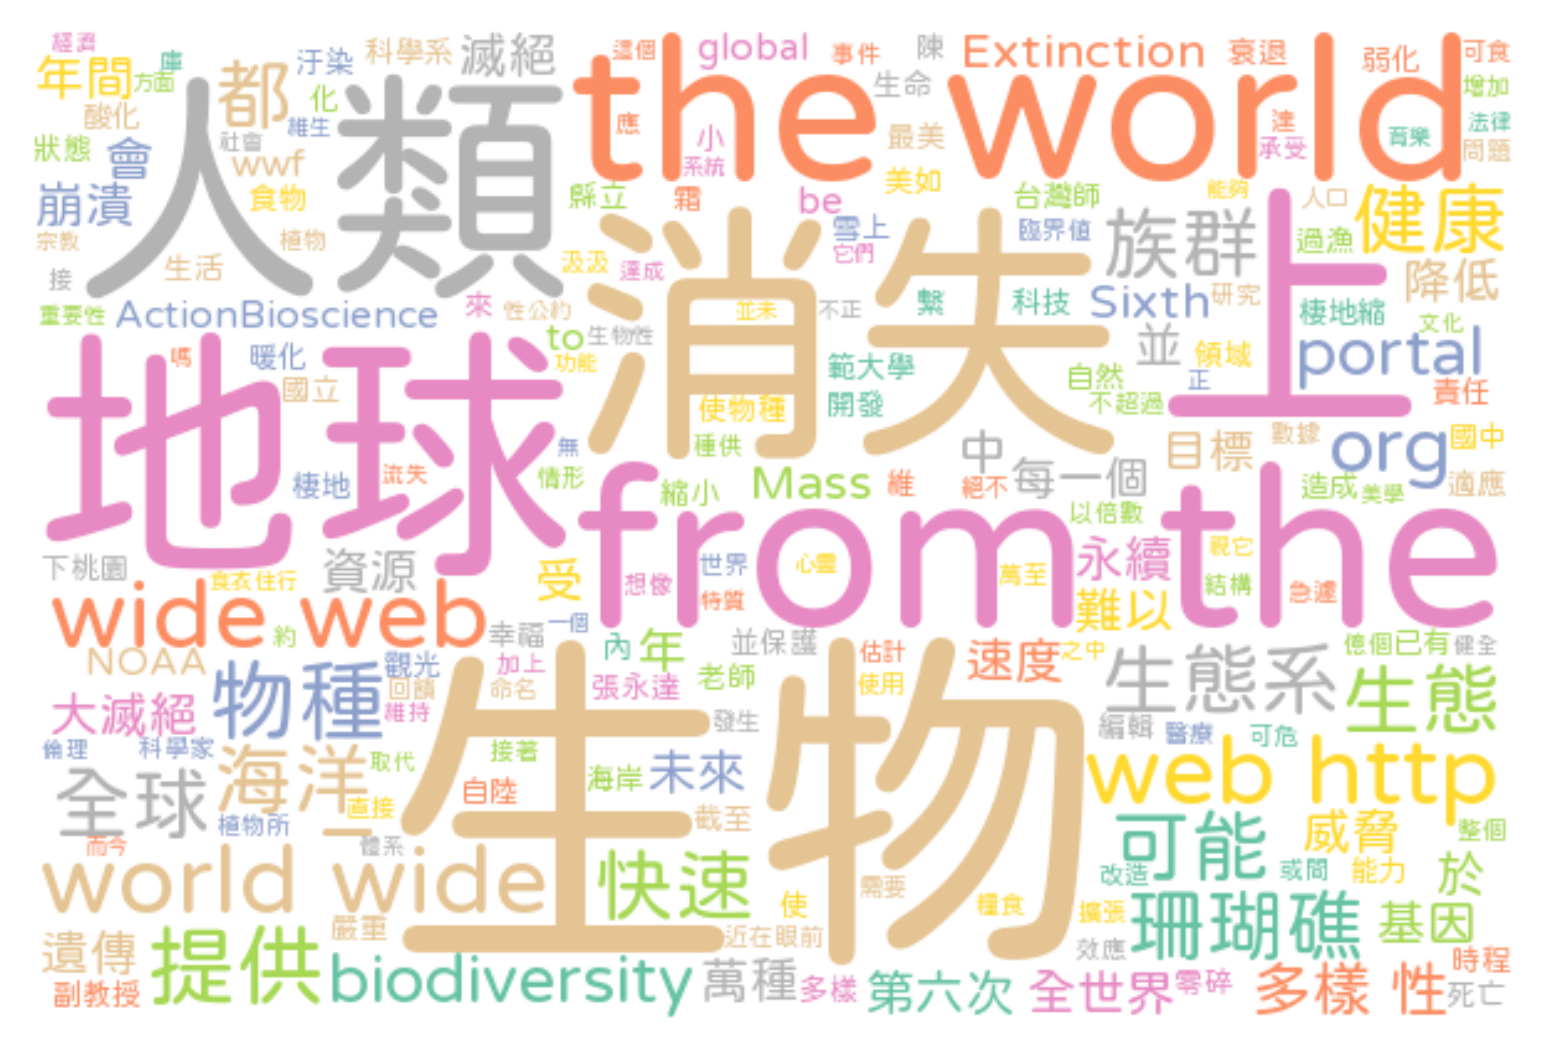 經濟 庫 汙染 科學系 滅絕 這個 global 事件 陳 Extinction 衰退 弱化 可食
年間 方面 都 生命 增加
酸化 化 人類 the world
狀態 會 社會 維生 應 小 最美 達 育樂 法律
wwf 系統 承受 問題
崩潰 食物 縣立 霜 be 美如 台灣師 能夠 人口 健康
宗教 植物 雪上 臨界值 族群 過漁
接 生活 汲汲 達成 消失 它們 上 降低
重要性 ActionBioscience 來 性公約 並未 不正 繫 科技 Sixth 研究 棲地縮 文化
嗎 暖化 to 生物性 並 領域 portal
國立 功能 範大學 自然 正 責任
地球 使物種 開發 不超過
無 種供 中 目標 數據 org 國中
棲地 流失 情形 縮小 Mass 維 絕不 每一個 造成 美學 適應
from the 以倍數
下桃園 食衣住行 資源 受 想像 世界 心靈 萬至 永續 視它
wide web 特質 難以 結構 急遽
約 幸福 一個 內 年 並保護 估計 速度 之中 億個已有 健全
NOAA 物種 觀光 加上 老師 生態系 生態
大滅絕 回饋 命名 張永達 使用
維持 生物 發生 編輯 醫療 可危
倫理 科學家 海洋 取代 接著 海岸 未來 web http
全球 直接 自陸
植物所 截至 可能 威脅 整個
而今 體系
world wide 快速 需要 改造 或問 能力 於
使 糧食 擴張 珊瑚礁 基因
遺傳 提供 嚴重 近在眼前 效應 時程
副教授 biodiversity 萬種 多樣 第六次 全世界 零碎 多樣 性 死亡